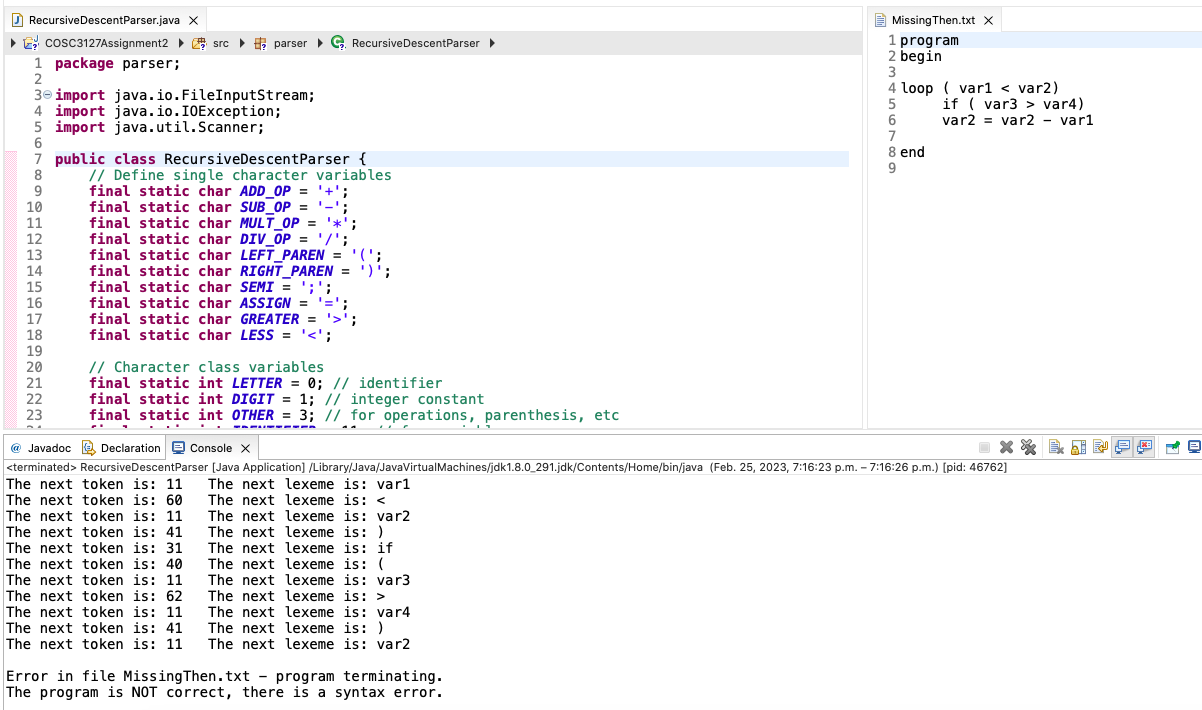 RecursiveDescentParser.java
COSC3127Assignment2 src parser RecursiveDescentParser
1 package parser;
2
3 import java.io.FileInputStream;
4 import java.io.IOException;
5 import java.util.Scanner;
6
7 public class RecursiveDescentParser {
8 // Define single character variables
9 final static char ADD_OP = '+';
10 final static char SUB_OP = '-';
11 final static char MULT_OP = '*';
12 final static char DIV_OP = '/';
13 final static char LEFT_PAREN = '(';
14 final static char RIGHT_PAREN = ')';
15 final static char SEMI = ';';
16 final static char ASSIGN = '=';
17 final static char GREATER = '>';
18 final static char LESS = '<';
19
20 // Character class variables
21 final static int LETTER = 0; // identifier
22 final static int DIGIT = 1; // integer constant
23 final static int OTHER = 3; // for operations, parenthesis, etc
MissingThen.txt
1 program
2 begin
3
4 loop ( var1 < var2)
5 if ( var3 > var4)
6 var2 = var2 - var1
7
8 end
9
@ Javadoc Declaration Console
<terminated> RecursiveDescentParser [Java Application] /Library/Java/JavaVirtualMachines/jdk1.8.0_291.jdk/Contents/Home/bin/java (Feb. 25, 2023, 7:16:23 p.m. – 7:16:26 p.m.) [pid: 46762]
The next token is: 11 The next lexeme is: var1
The next token is: 60 The next lexeme is: <
The next token is: 11 The next lexeme is: var2
The next token is: 41 The next lexeme is: )
The next token is: 31 The next lexeme is: if
The next token is: 40 The next lexeme is: (
The next token is: 11 The next lexeme is: var3
The next token is: 62 The next lexeme is: >
The next token is: 11 The next lexeme is: var4
The next token is: 41 The next lexeme is: )
The next token is: 11 The next lexeme is: var2
Error in file MissingThen.txt - program terminating.
The program is NOT correct, there is a syntax error.